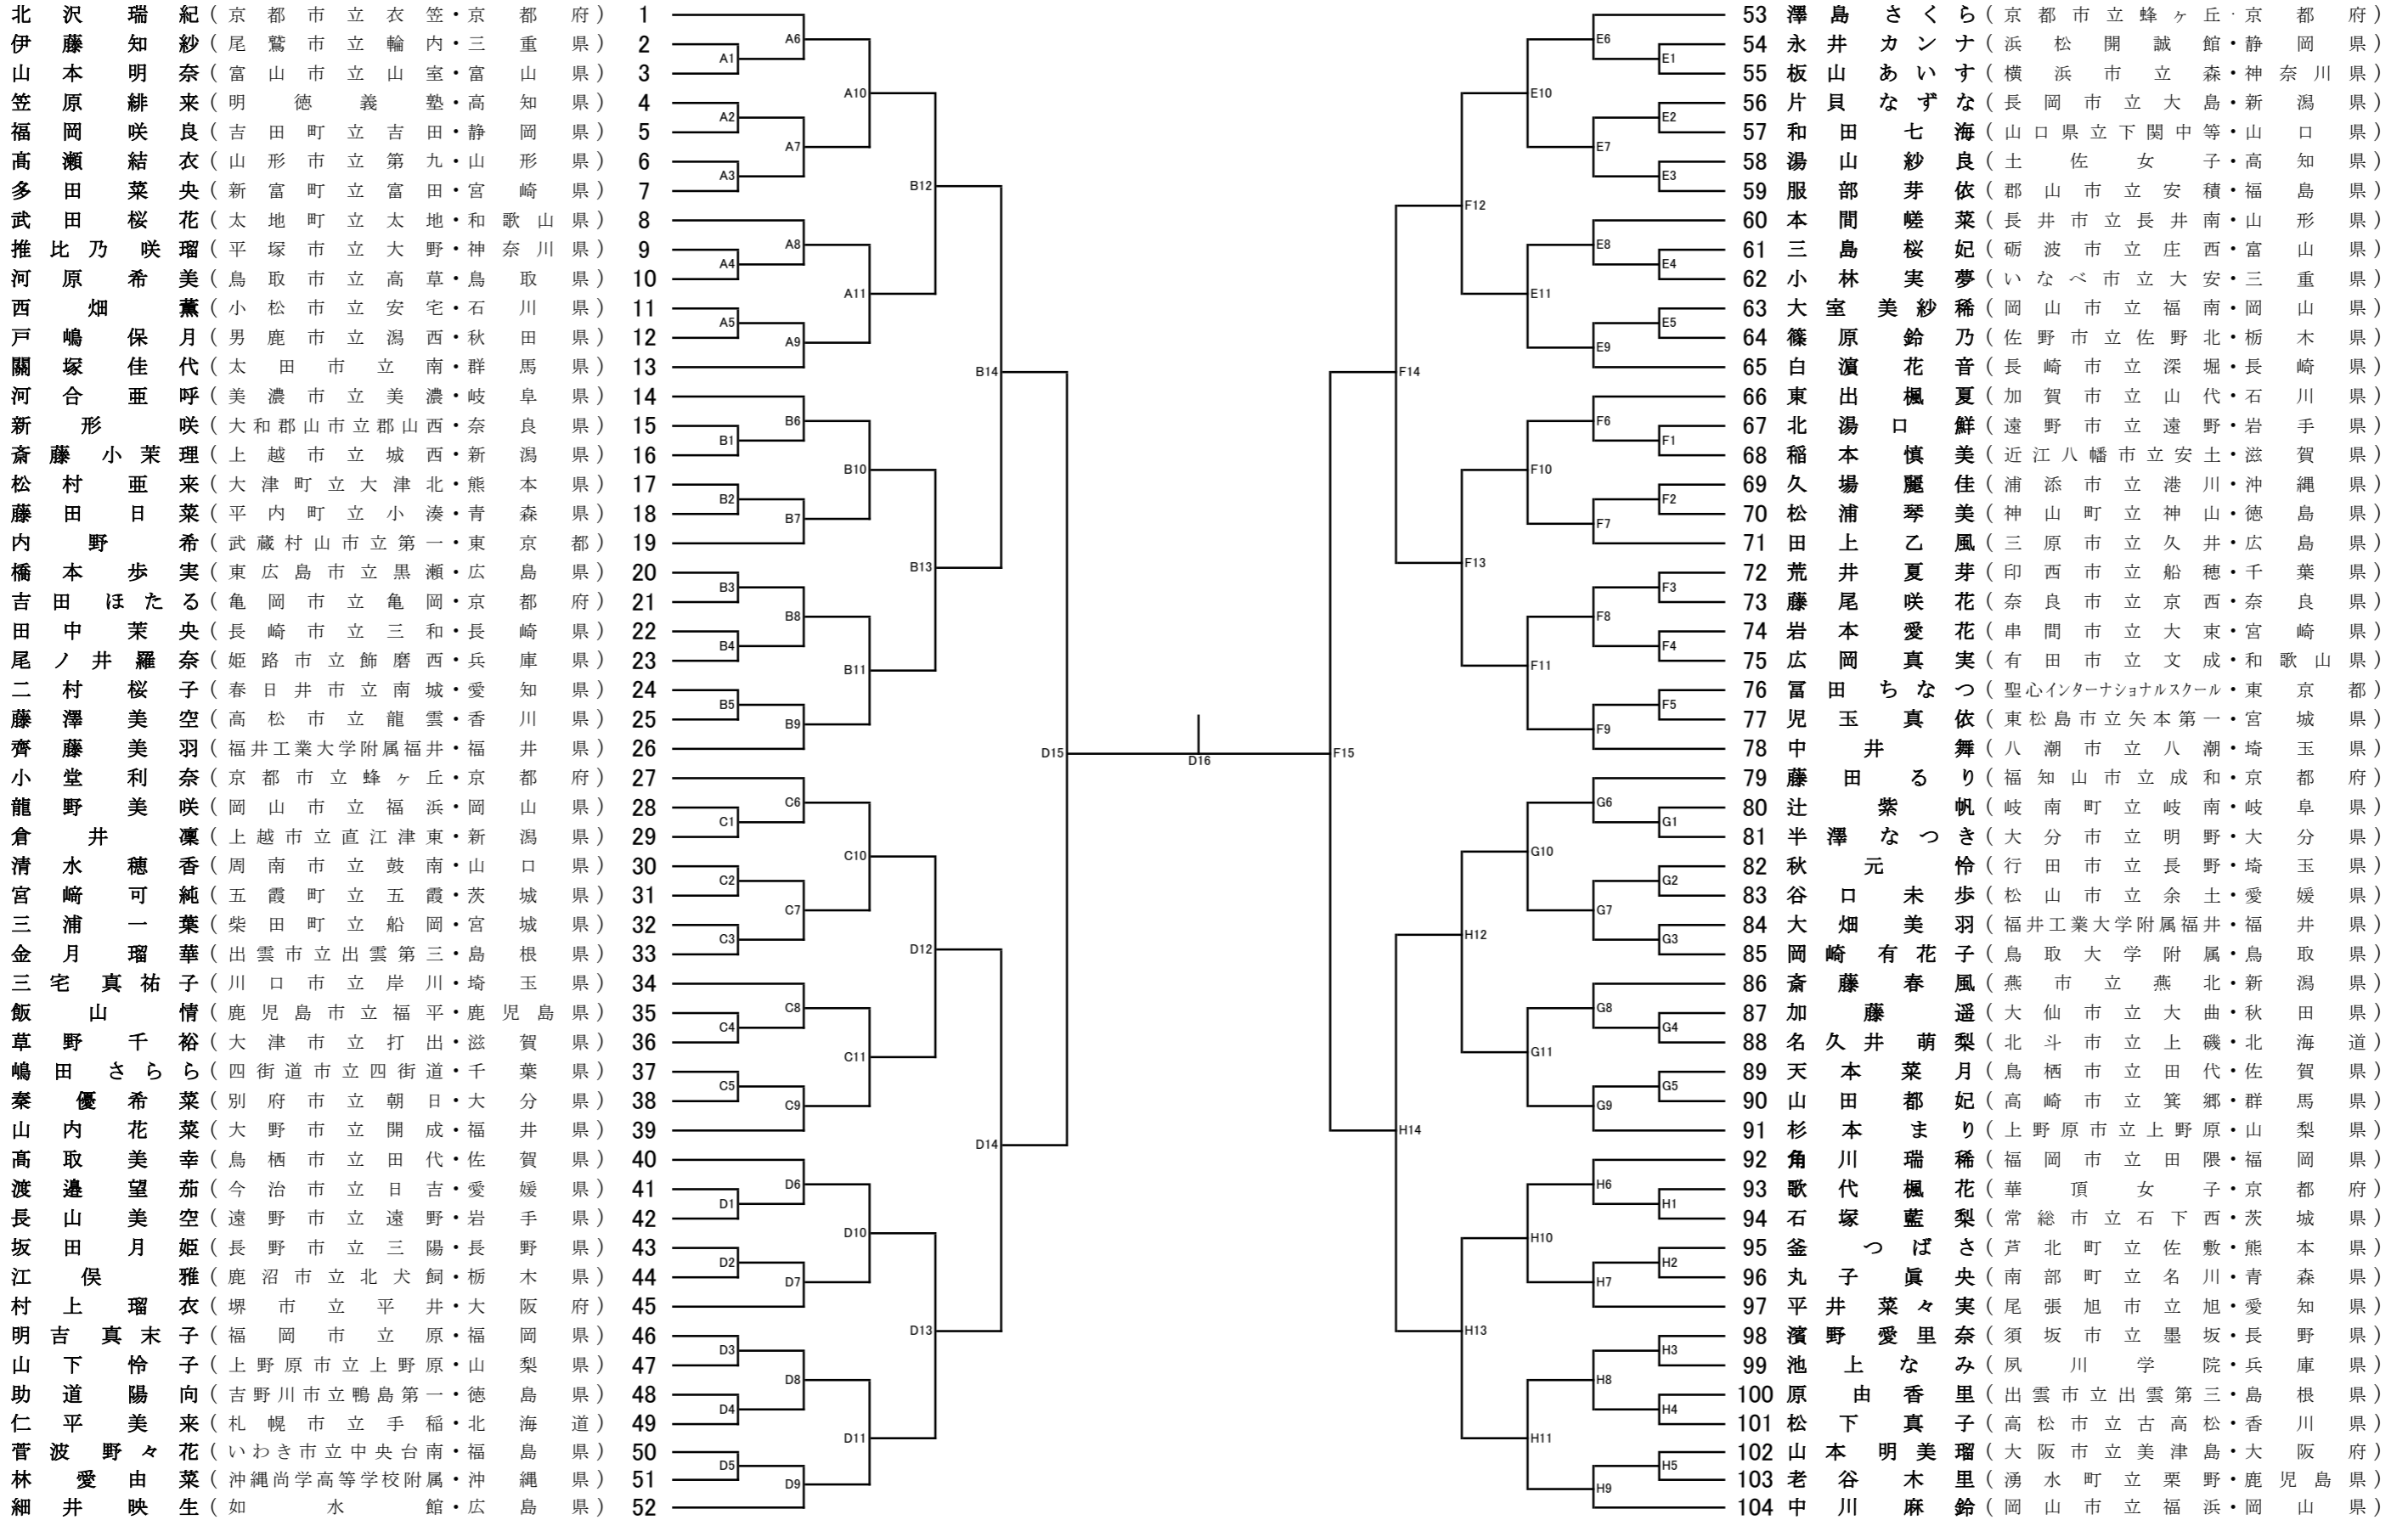 北沢瑞紀(京都市立衣笠・京都府) 1
伊藤知紗(尾鷲市立輪内・三重県) 2
山本明奈(富山市立山室・富山県) 3
笠原緋来(明徳義塾・高知県) 4
福岡咲良(吉田町立吉田・静岡県) 5
髙瀬結衣(山形市立第九・山形県) 6
多田菜央(新富町立富田・宮崎県) 7
武田桜花(太地町立太地・和歌山県) 8
推比乃咲瑠(平塚市立大野・神奈川県) 9
河原希美(鳥取市立高草・鳥取県) 10
西畑薫(小松市立安宅・石川県) 11
戸嶋保月(男鹿市立潟西・秋田県) 12
關塚佳代(太田市立南・群馬県) 13
河合亜呼(美濃市立美濃・岐阜県) 14
新形咲(大和郡山市立郡山西・奈良県) 15
斎藤小茉理(上越市立城西・新潟県) 16
松村亜来(大津町立大津北・熊本県) 17
藤田日菜(平内町立小湊・青森県) 18
内野希(武蔵村山市立第一・東京都) 19
橋本歩実(東広島市立黒瀬・広島県) 20
吉田ほたる(亀岡市立亀岡・京都府) 21
田中茉央(長崎市立三和・長崎県) 22
尾ノ井羅奈(姫路市立飾磨西・兵庫県) 23
二村桜子(春日井市立南城・愛知県) 24
藤澤美空(高松市立龍雲・香川県) 25
齊藤美羽(福井工業大学附属福井・福井県) 26
小堂利奈(京都市立蜂ヶ丘・京都府) 27
龍野美咲(岡山市立福浜・岡山県) 28
倉井凜(上越市立直江津東・新潟県) 29
清水穂香(周南市立鼓南・山口県) 30
宮﨑可純(五霞町立五霞・茨城県) 31
三浦一葉(柴田町立船岡・宮城県) 32
金月瑠華(出雲市立出雲第三・島根県) 33
三宅真祐子(川口市立岸川・埼玉県) 34
飯山情(鹿児島市立福平・鹿児島県) 35
草野千裕(大津市立打出・滋賀県) 36
嶋田さらら(四街道市立四街道・千葉県) 37
秦優希菜(別府市立朝日・大分県) 38
山内花菜(大野市立開成・福井県) 39
髙取美幸(鳥栖市立田代・佐賀県) 40
渡邉望茄(今治市立日吉・愛媛県) 41
長山美空(遠野市立遠野・岩手県) 42
坂田月姫(長野市立三陽・長野県) 43
江俣雅(鹿沼市立北犬飼・栃木県) 44
村上瑠衣(堺市立平井・大阪府) 45
明吉真末子(福岡市立原・福岡県) 46
山下怜子(上野原市立上野原・山梨県) 47
助道陽向(吉野川市立鴨島第一・徳島県) 48
仁平美来(札幌市立手稲・北海道) 49
菅波野々花(いわき市立中央台南・福島県) 50
林愛由菜(沖縄尚学高等学校附属・沖縄県) 51
細井映生(如水館・広島県) 52
A6
A1
A10
A2
A7
A3
B12
A8
A4
A11
A5
A9
B14
B6
B1
B10
B2
B7
B13
B3
B8
B4
B11
B5
B9
D15
C6
C1
C10
C2
C7
C3
D12
C8
C4
C11
C5
C9
D14
D6
D1
D10
D2
D7
D13
D3
D8
D4
D11
D5
D9
D16
E6
E1
E10
E2
E7
E3
F12
E8
E4
E11
E5
E9
F14
F6
F1
F10
F2
F7
F13
F3
F8
F4
F11
F5
F9
F15
G6
G1
G10
G2
G7
G3
H12
G8
G4
G11
G5
G9
H14
H6
H1
H10
H2
H7
H13
H3
H8
H4
H11
H5
H9
53 澤島さくら(京都市立蜂ヶ丘・京都府)
54 永井カンナ(浜松開誠館・静岡県)
55 板山あいす(横浜市立森・神奈川県)
56 片貝なずな(長岡市立大島・新潟県)
57 和田七海(山口県立下関中等・山口県)
58 湯山紗良(土佐女子・高知県)
59 服部芽依(郡山市立安積・福島県)
60 本間嵯菜(長井市立長井南・山形県)
61 三島桜妃(砺波市立庄西・富山県)
62 小林実夢(いなべ市立大安・三重県)
63 大室美紗稀(岡山市立福南・岡山県)
64 篠原鈴乃(佐野市立佐野北・栃木県)
65 白濵花音(長崎市立深堀・長崎県)
66 東出楓夏(加賀市立山代・石川県)
67 北湯口鮮(遠野市立遠野・岩手県)
68 稲本慎美(近江八幡市立安土・滋賀県)
69 久場麗佳(浦添市立港川・沖縄県)
70 松浦琴美(神山町立神山・徳島県)
71 田上乙風(三原市立久井・広島県)
72 荒井夏芽(印西市立船穂・千葉県)
73 藤尾咲花(奈良市立京西・奈良県)
74 岩本愛花(串間市立大束・宮崎県)
75 広岡真実(有田市立文成・和歌山県)
76 冨田ちなつ(聖心インターナショナルスクール・東京都)
77 児玉真依(東松島市立矢本第一・宮城県)
78 中井舞(八潮市立八潮・埼玉県)
79 藤田るり(福知山市立成和・京都府)
80 辻紫帆(岐南町立岐南・岐阜県)
81 半澤なつき(大分市立明野・大分県)
82 秋元怜(行田市立長野・埼玉県)
83 谷口未歩(松山市立余土・愛媛県)
84 大畑美羽(福井工業大学附属福井・福井県)
85 岡崎有花子(鳥取大学附属・鳥取県)
86 斎藤春風(燕市立燕北・新潟県)
87 加藤遥(大仙市立大曲・秋田県)
88 名久井萌梨(北斗市立上磯・北海道)
89 天本菜月(鳥栖市立田代・佐賀県)
90 山田都妃(高崎市立箕郷・群馬県)
91 杉本まり(上野原市立上野原・山梨県)
92 角川瑞稀(福岡市立田隈・福岡県)
93 歌代楓花(華頂女子・京都府)
94 石塚藍梨(常総市立石下西・茨城県)
95 釜つばさ(芦北町立佐敷・熊本県)
96 丸子眞央(南部町立名川・青森県)
97 平井菜々実(尾張旭市立旭・愛知県)
98 濱野愛里奈(須坂市立墨坂・長野県)
99 池上なみ(夙川学院・兵庫県)
100 原由香里(出雲市立出雲第三・島根県)
101 松下真子(高松市立古高松・香川県)
102 山本明美瑠(大阪市立美津島・大阪府)
103 老谷木里(湧水町立栗野・鹿児島県)
104 中川麻鈴(岡山市立福浜・岡山県)